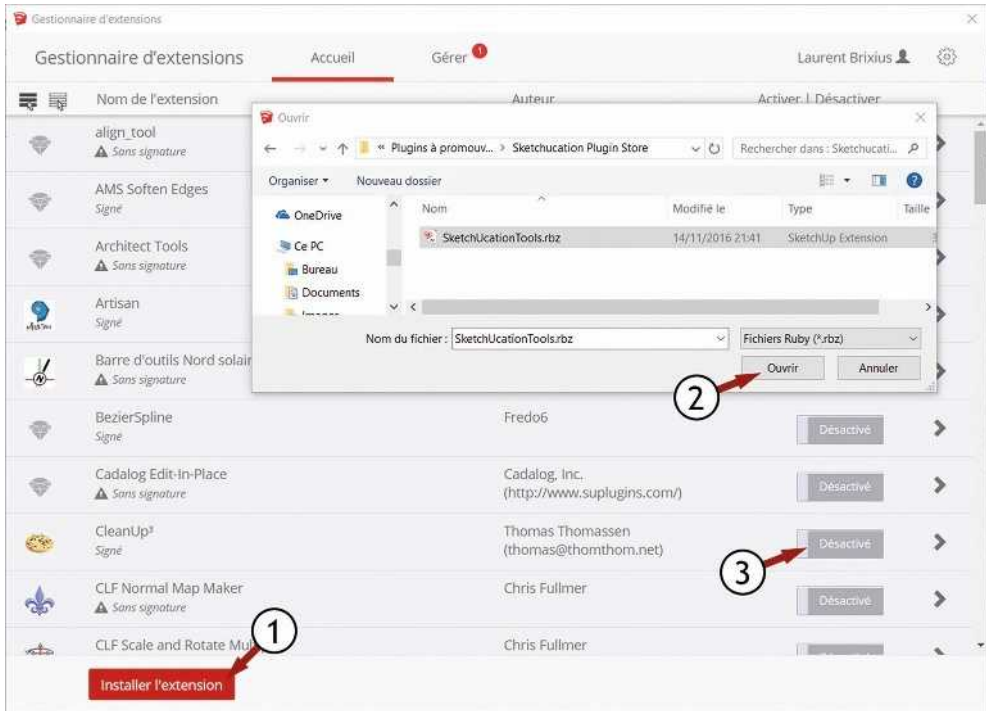 Gestionnaire d'extensions
Gestionnaire d'extensions Accueil Gérer 1 Laurent Brixius
Nom de l'extension Auteur Activer | Désactiver
align_tool
Sans signature
AMS Soften Edges
Signé
Architect Tools
Sans signature
Artisan
Signé
Barre d'outils Nord solair
Sans signature
Ouvrir
« Plugins à promouv... > Sketchucation Plugin Store Rechercher dans : Sketchucati...
Organiser Nouveau dossier
OneDrive
Ce PC
Bureau
Documents
Images
Nom Modifié le Type Taille
SketchUcationTools.rbz 14/11/2016 21:41 SketchUp Extension
Nom du fichier : SketchUcationTools.rbz Fichiers Ruby (*.rbz)
Ouvrir Annuler
2
BezierSpline Fredo6 Désactivé
Signé
Cadalog Edit-In-Place Cadalog, Inc. Désactivé
Sans signature (http://www.suplugins.com/)
CleanUp³ Thomas Thomassen Désactivé
Signé (thomas@thomthom.net)
3
CLF Normal Map Maker Chris Fullmer Désactivé
Sans signature
CLF Scale and Rotate Mul Chris Fullmer
1
Installer l'extension